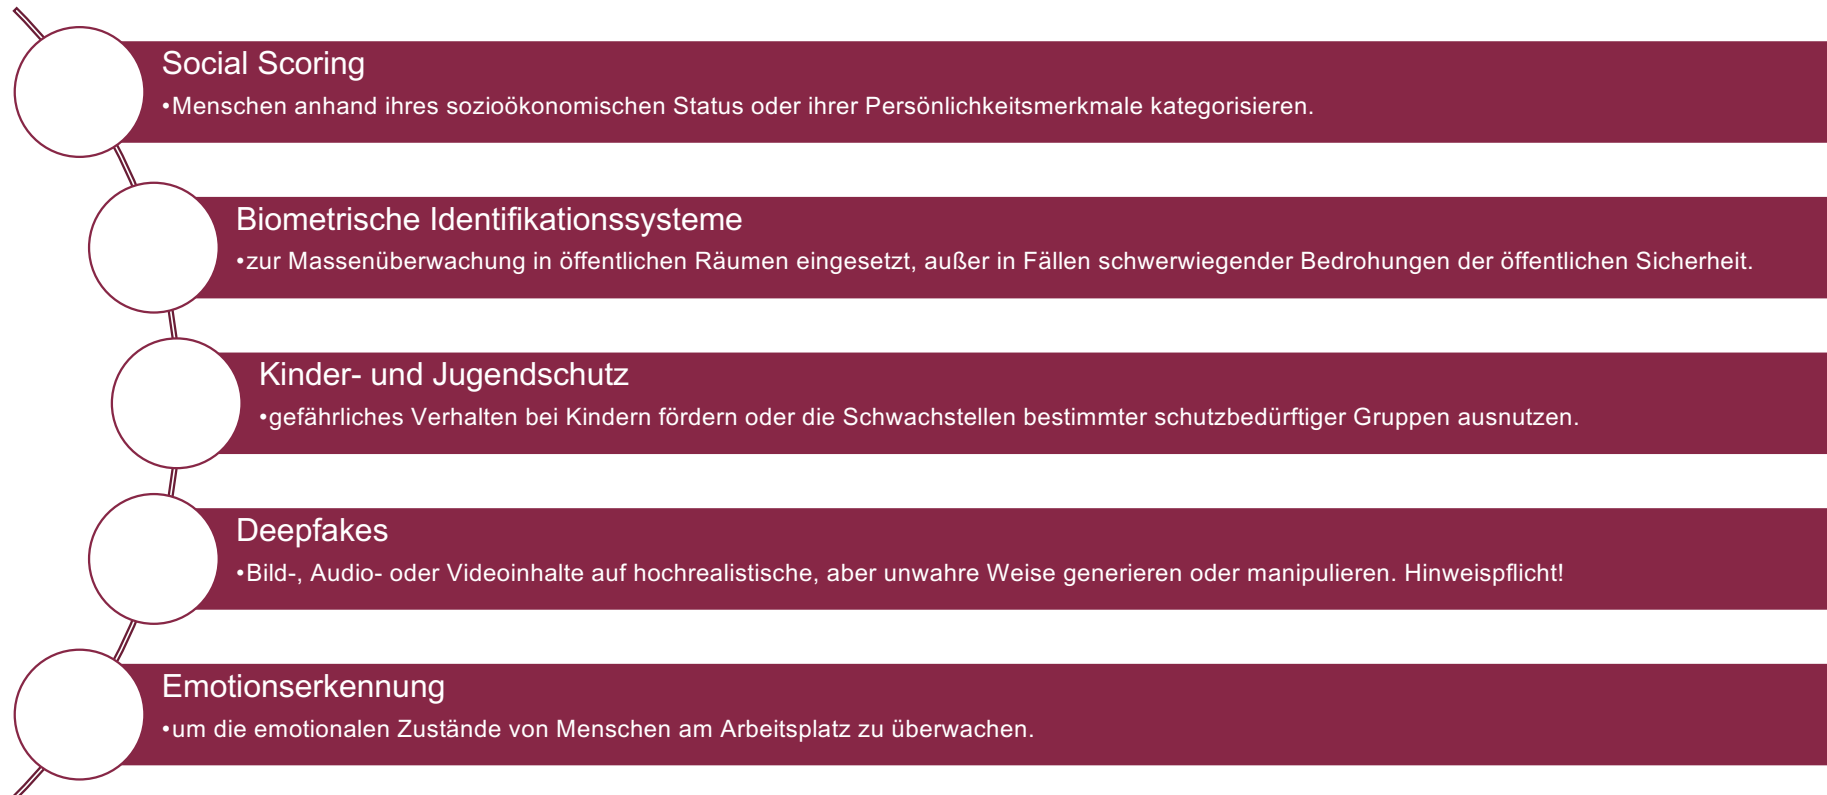 Social Scoring
•Menschen anhand ihres sozioökonomischen Status oder ihrer Persönlichkeitsmerkmale kategorisieren.
Biometrische Identifikationssysteme
•zur Massenüberwachung in öffentlichen Räumen eingesetzt, außer in Fällen schwerwiegender Bedrohungen der öffentlichen Sicherheit.
Kinder- und Jugendschutz
•gefährliches Verhalten bei Kindern fördern oder die Schwachstellen bestimmter schutzbedürftiger Gruppen ausnutzen.
Deepfakes
•Bild-, Audio- oder Videoinhalte auf hochrealistische, aber unwahre Weise generieren oder manipulieren. Hinweispflicht!
Emotionserkennung
•um die emotionalen Zustände von Menschen am Arbeitsplatz zu überwachen.